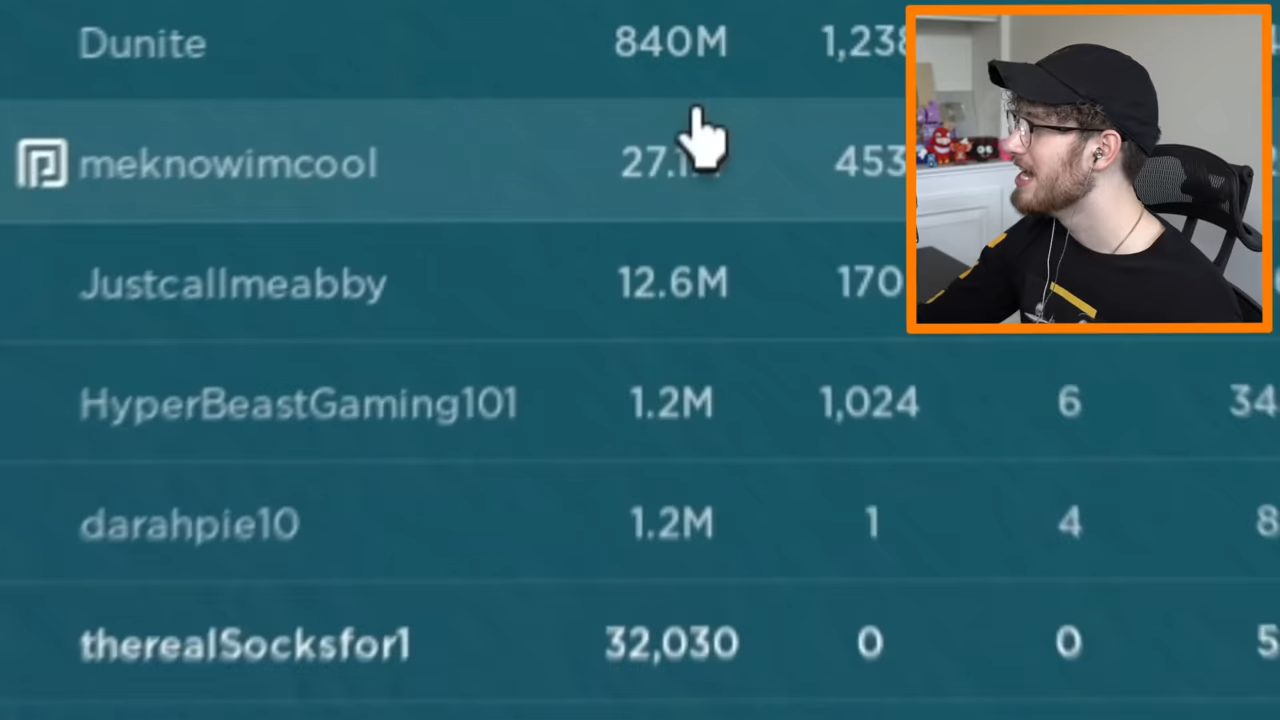 Dunite 840M 1,238
meknowimcool 453
Justcallmeabby 12.6M 170
HyperBeastGaming101 1.2M 1,024 6 34
darahpie10 1.2M 1 4 8
therealSocksfor1 32,030 0 0 5